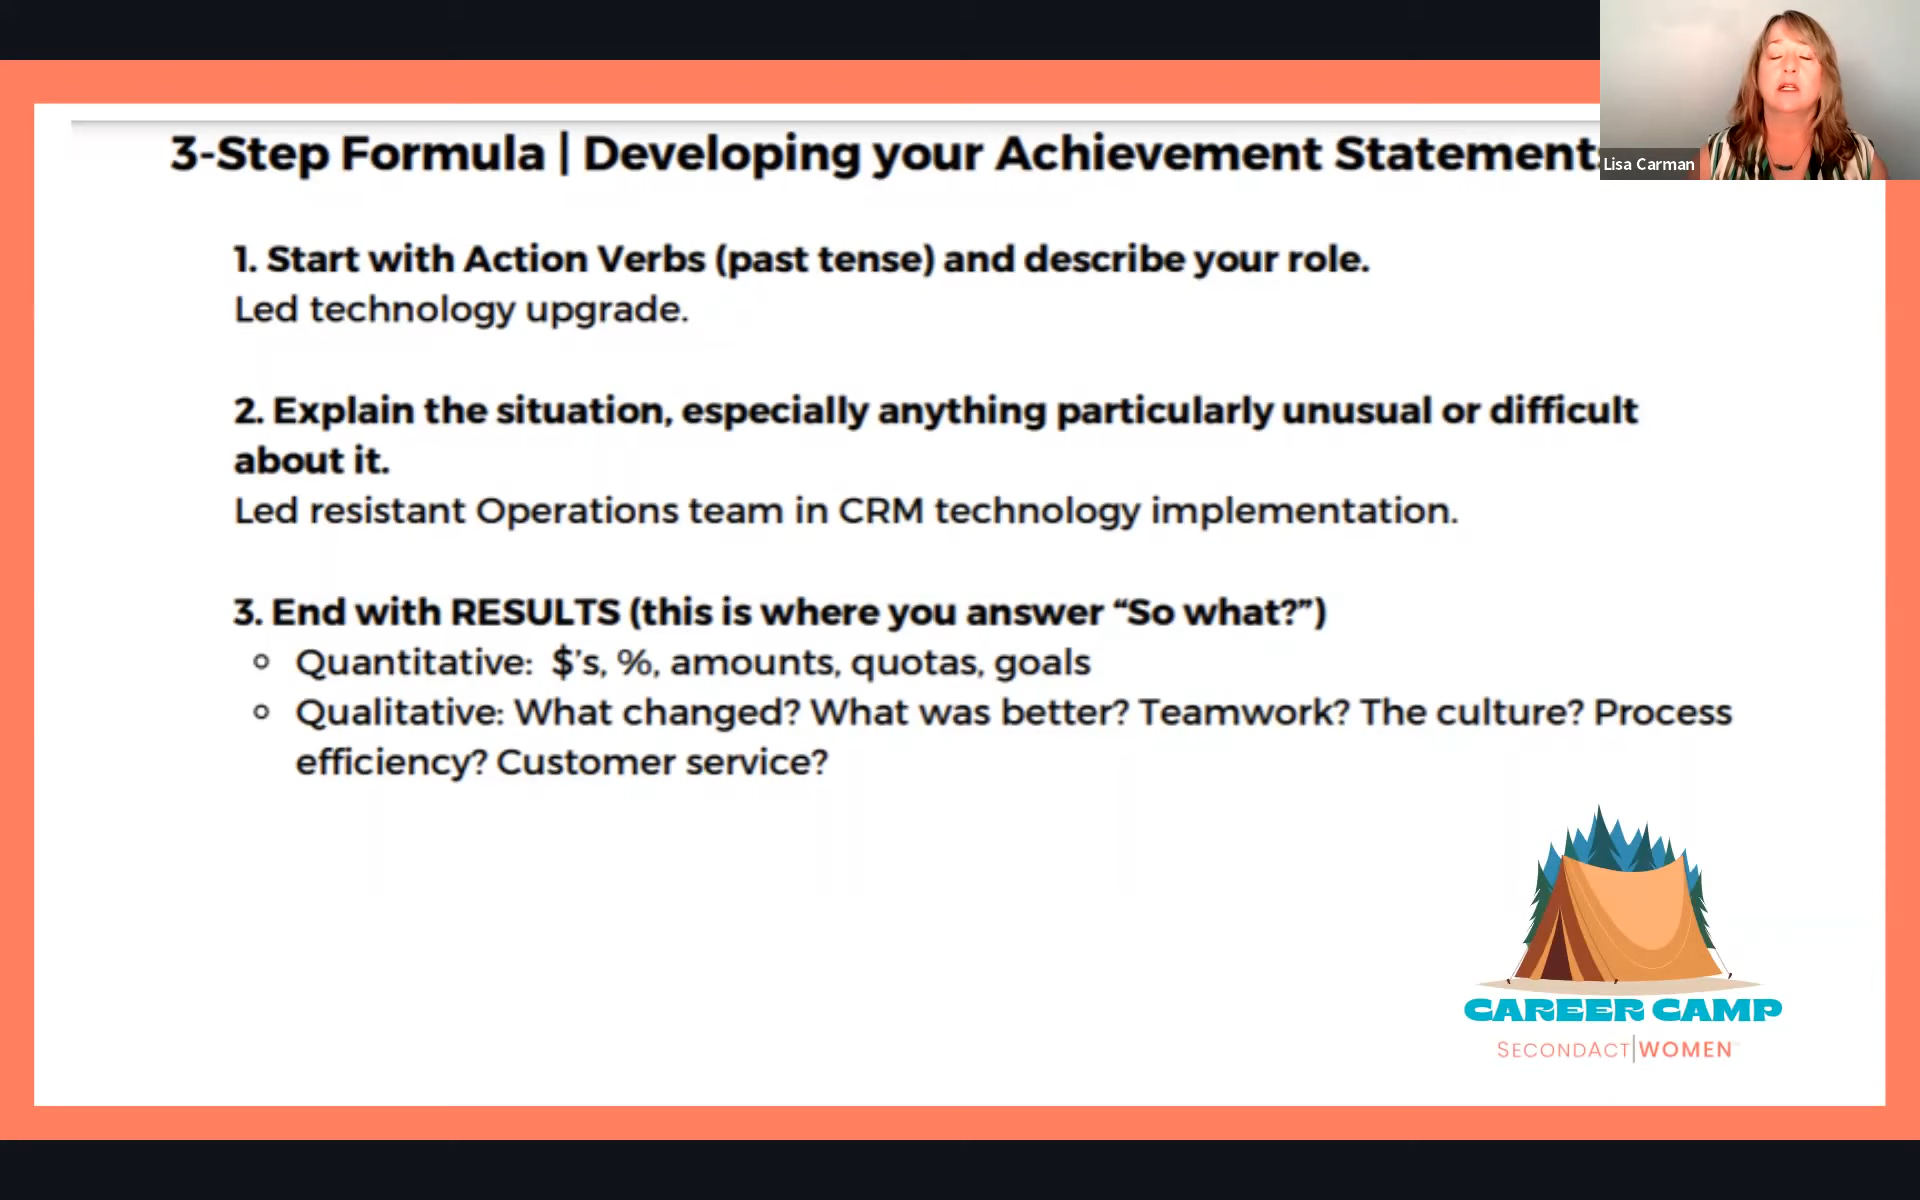 3-Step Formula | Developing your Achievement Statement
Lisa Carman
1. Start with Action Verbs (past tense) and describe your role.
Led technology upgrade.
2. Explain the situation, especially anything particularly unusual or difficult
about it.
Led resistant Operations team in CRM technology implementation.
3. End with RESULTS (this is where you answer “So what?”)
Quantitative:  $’s, %, amounts, quotas, goals
Qualitative: What changed? What was better? Teamwork? The culture? Process
efficiency? Customer service?
CAREER CAMP
SECONDACT|WOMEN